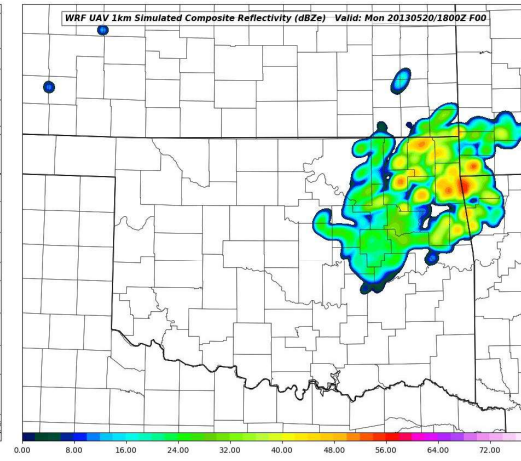 WRF UAV 1km Simulated Composite Reflectivity (dBZe) Valid: Mon 20130520/1800Z F00
0.00 8.00 16.00 24.00 32.00 40.00 48.00 56.00 64.00 72.00